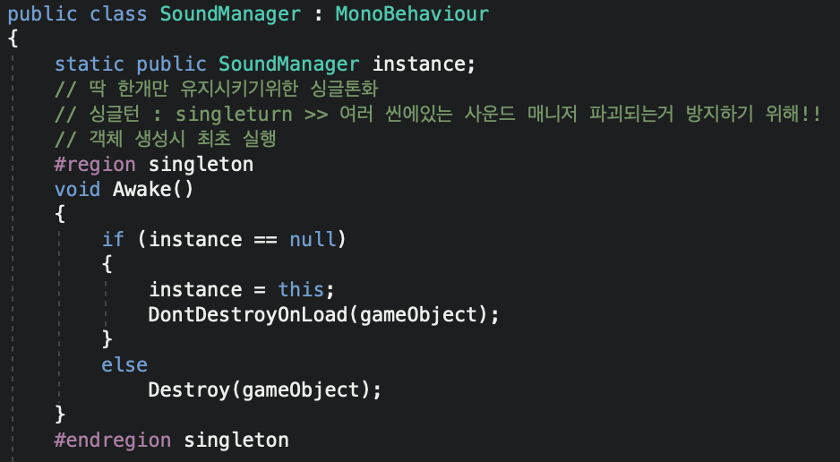 public class SoundManager : MonoBehaviour
{
static public SoundManager instance;
// 딱 한개만 유지시키기위한 싱글톤화
// 싱글턴 : singleturn >> 여러 씬에있는 사운드 매니저 파괴되는거 방지하기 위해!!
// 객체 생성시 최초 실행
#region singleton
void Awake()
{
if (instance == null)
{
instance = this;
DontDestroyOnLoad(gameObject);
}
else
Destroy(gameObject);
}
#endregion singleton